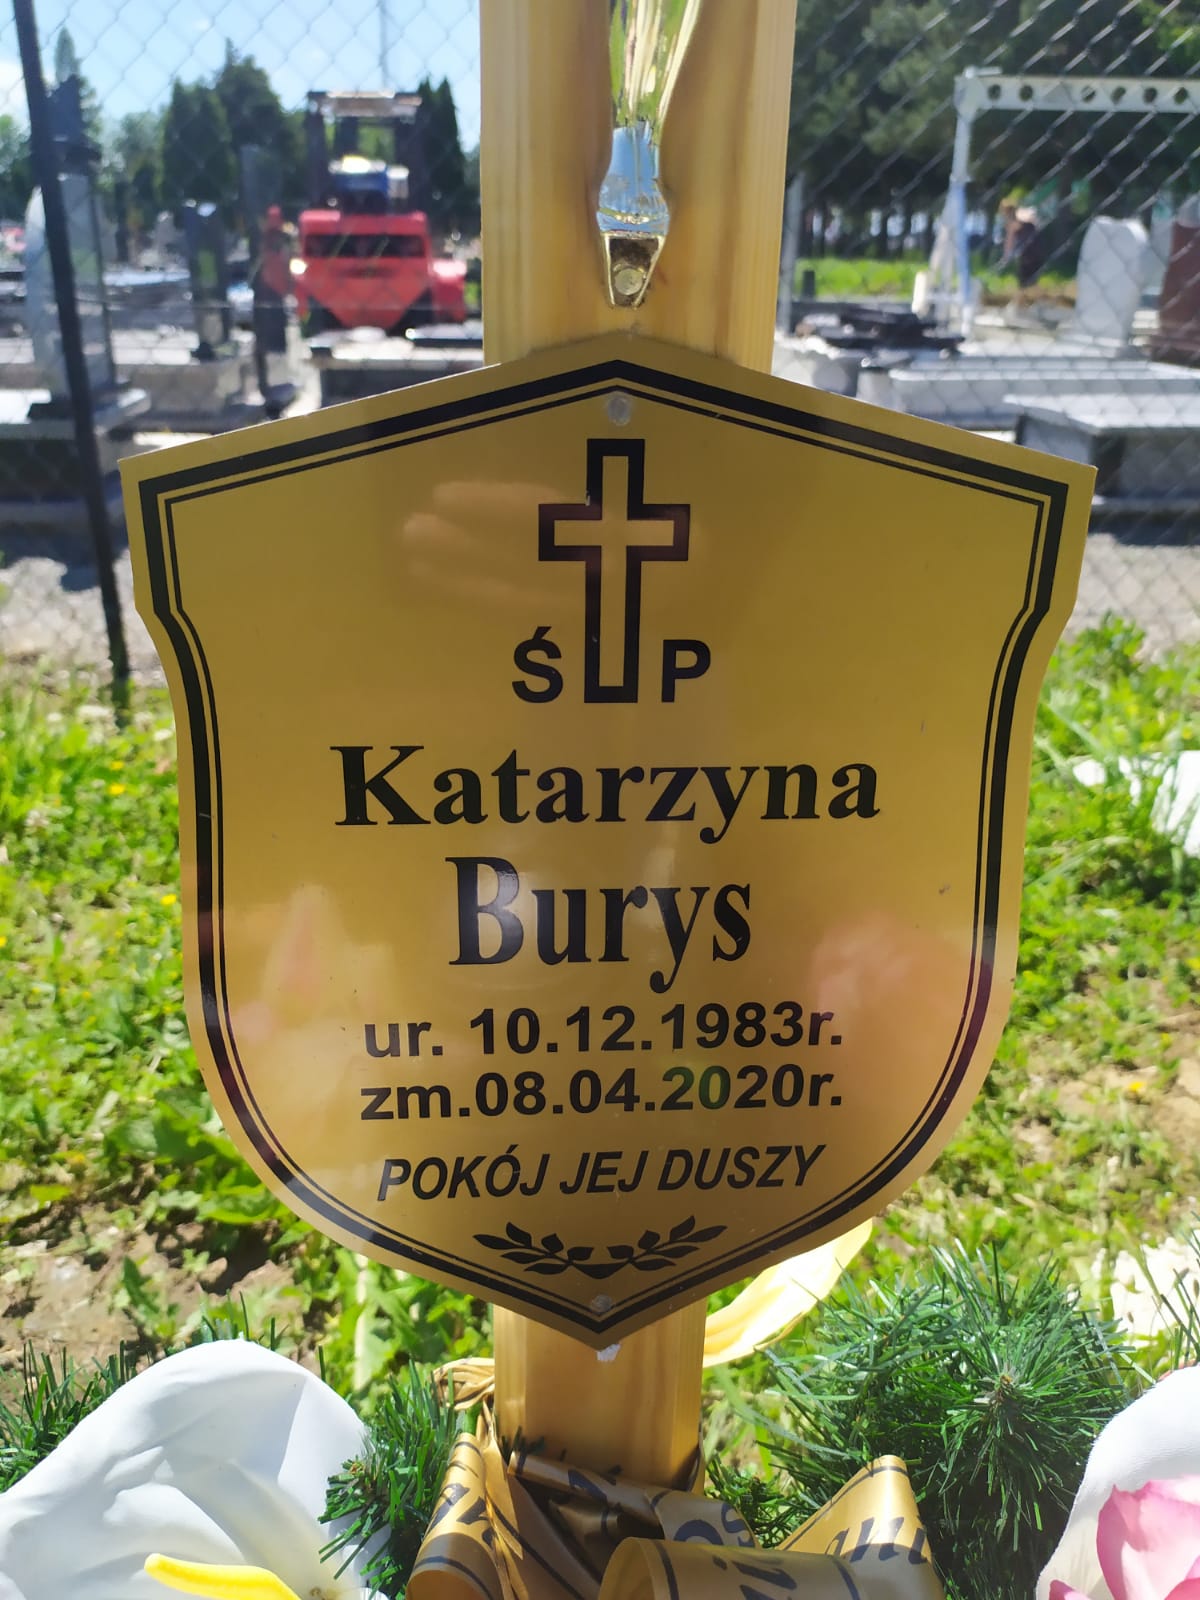 Ś P
Katarzyna
Burys
ur. 10.12.1983r.
zm.08.04.2020r.
POKÓJ JEJ DUSZY